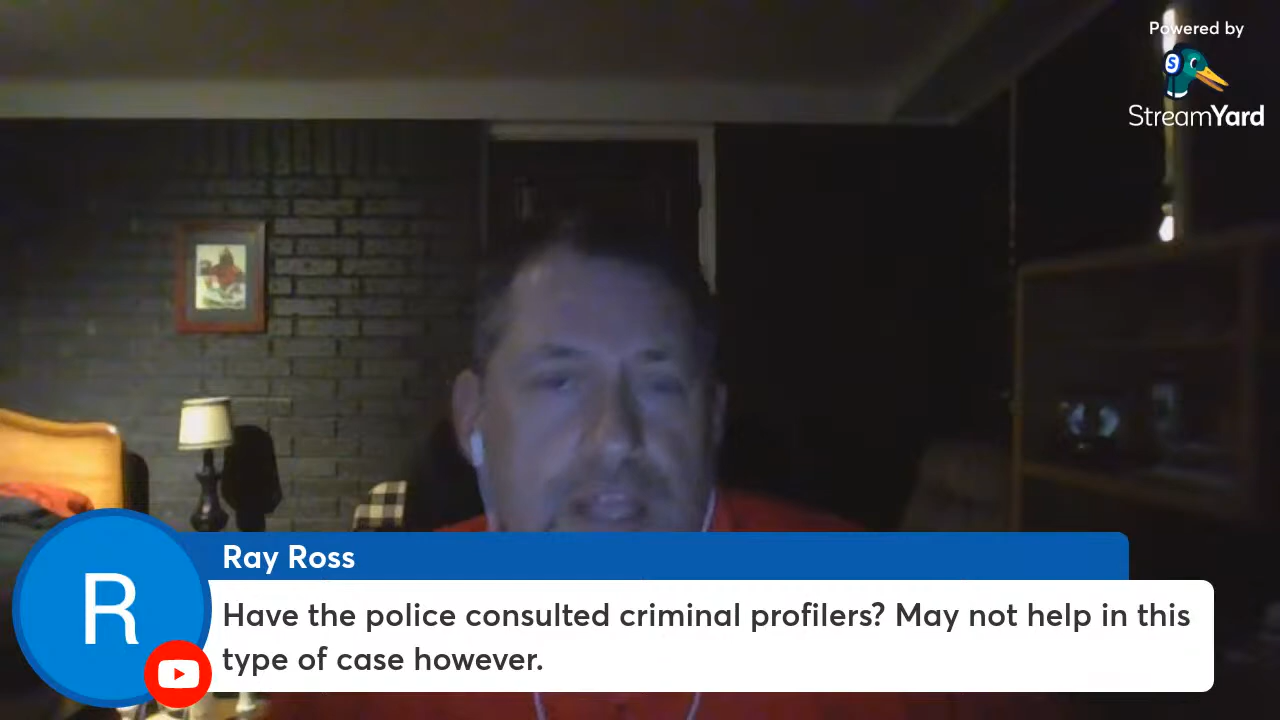 Powered by
S
StreamYard
Ray Ross
R
Have the police consulted criminal profilers? May not help in this
type of case however.